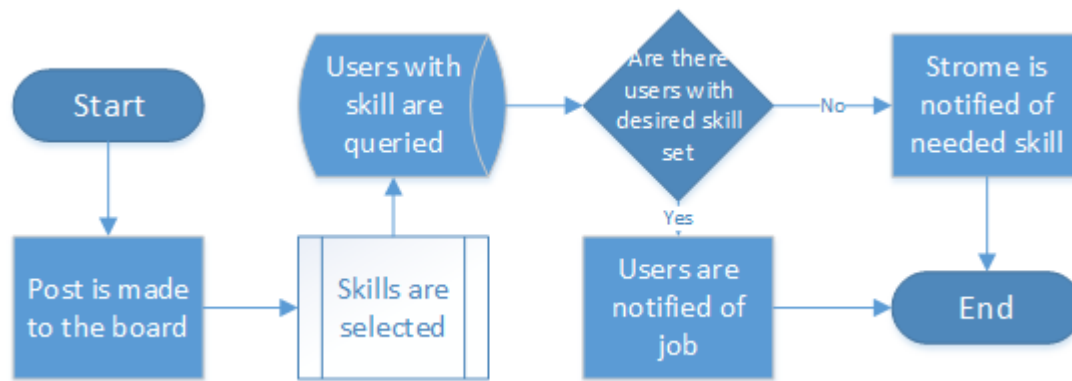 Start
Post is made
to the board
Skills are
selected
Users with
skill are
queried
Are there
users with
desired skill
set
No
Strome is
notified of
needed skill
Yes
Users are
notified of
job
End